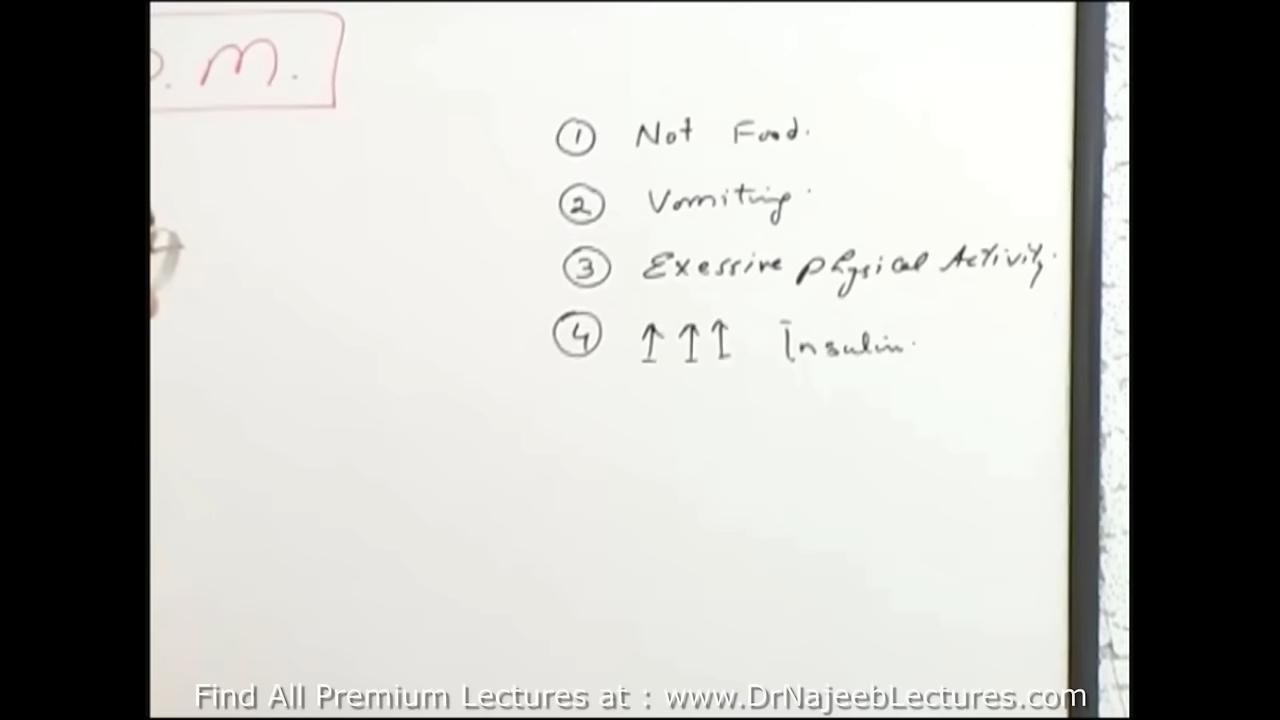 D. M.
① Not Food.
② Vomiting.
③ Exessive physical Activity.
④ ↑↑↑ Insulin.
Find All Premium Lectures at : www.DrNajeebLectures.com